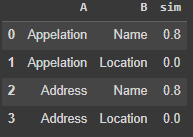 A B sim
0 Appelation Name 0.8
1 Appelation Location 0.0
2 Address Name 0.8
3 Address Location 0.0